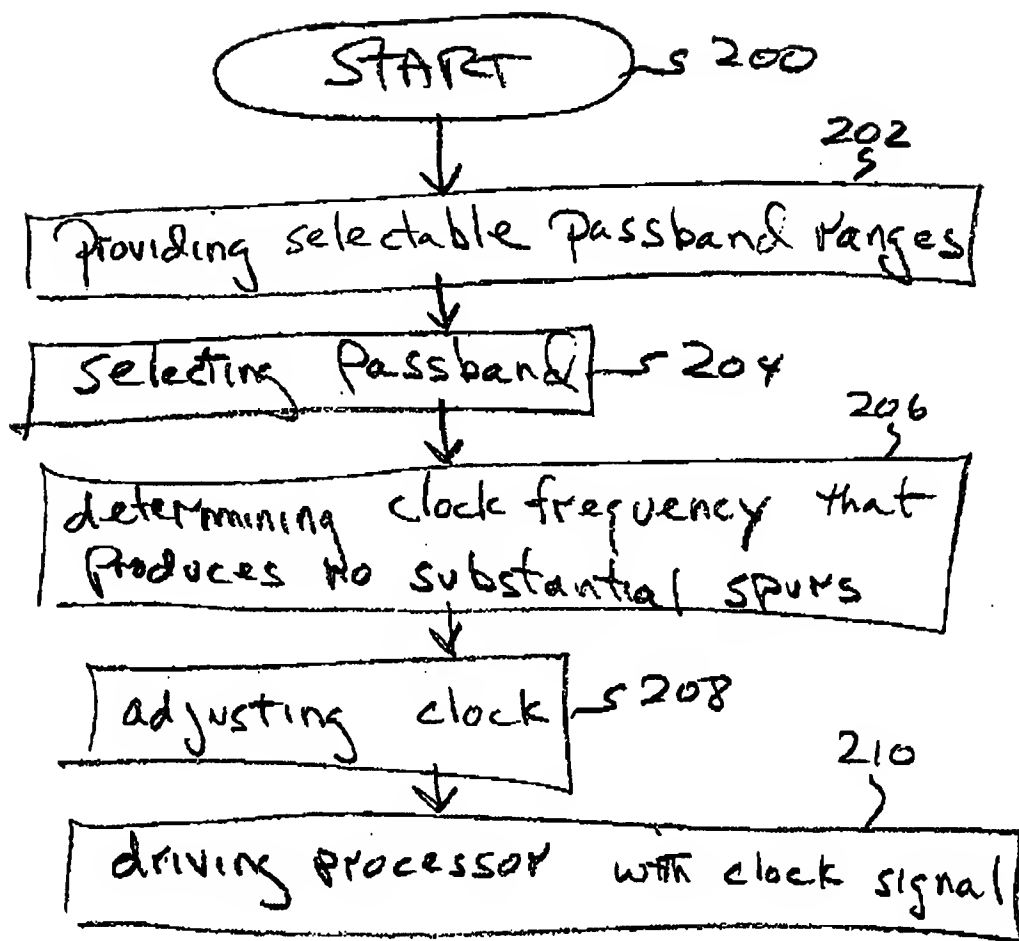 START 200
202
Providing selectable Passband ranges
selecting Passband 204
206
determining clock frequency that
Produces no substantial spurs
adjusting clock 208
210
driving processor with clock signal